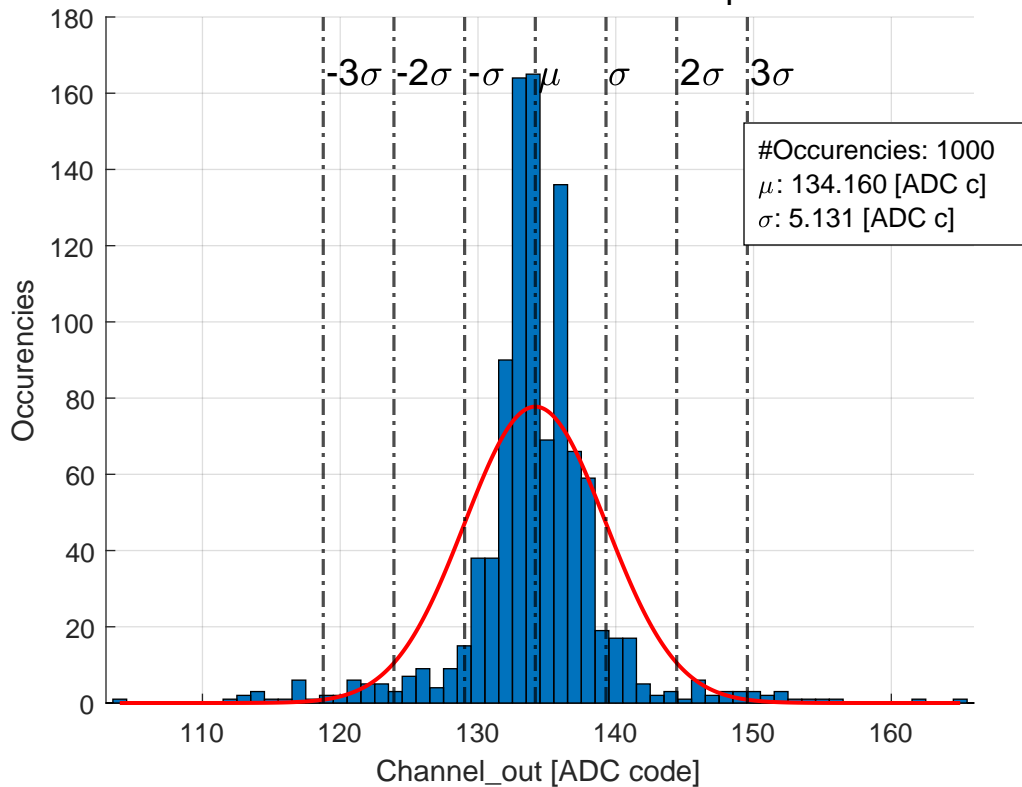 180
160
140
120
100
80
60
40
20
0
Occurencies
-3σ -2σ -σ μ σ 2σ 3σ
#Occurencies: 1000
μ: 134.160 [ADC c]
σ: 5.131 [ADC c]
110 120 130 140 150 160
Channel_out [ADC code]